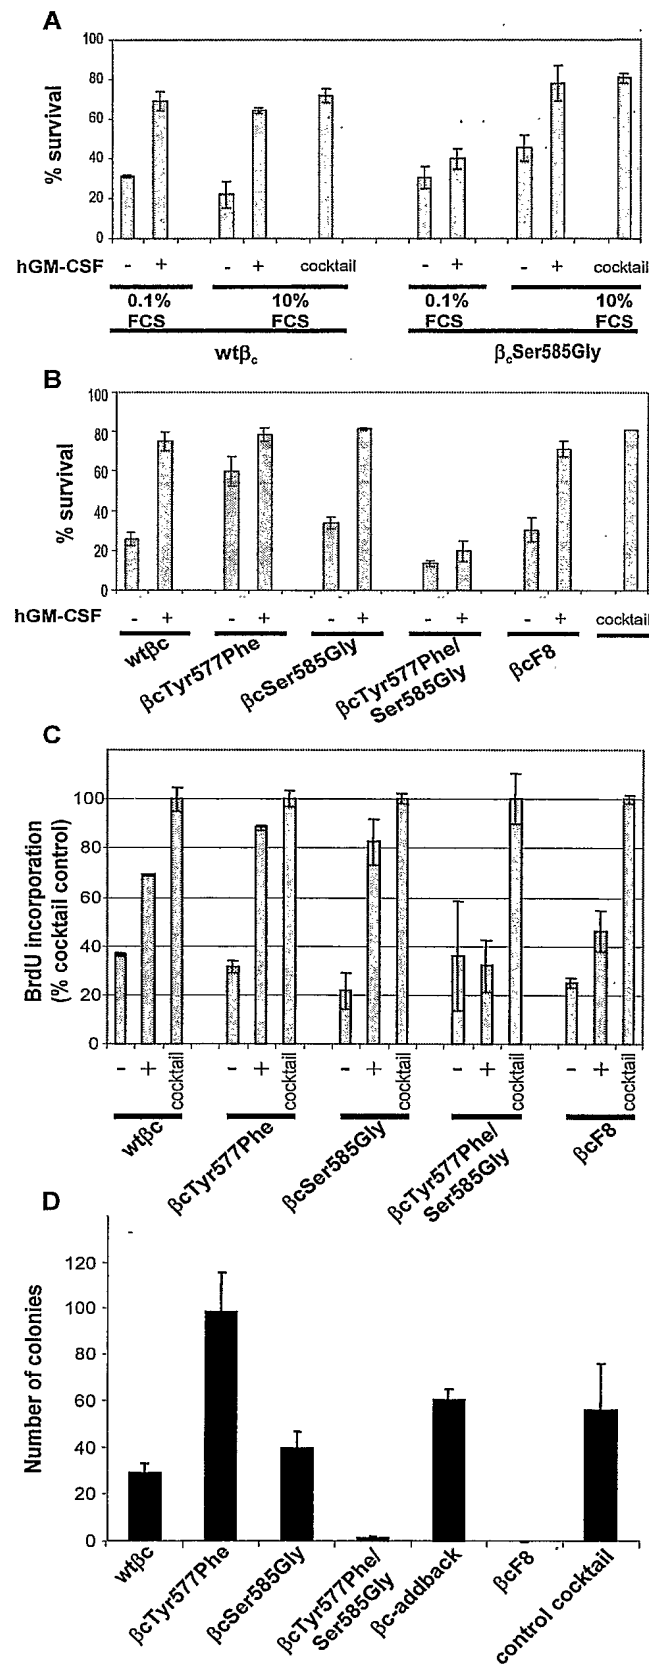 A
100
80
60
40
20
0
% survival
hGM-CSF - + - + cocktail - + - + cocktail
0.1% FCS 10% FCS 0.1% FCS 10% FCS
wtβc βcSer585Gly
B
100
80
60
40
20
0
% survival
hGM-CSF - + - + - + - + - + cocktail
wtβc βcTyr577Phe βcSer585Gly βcTyr577Phe/ Ser585Gly βcF8
C
100
80
60
40
20
0
BrdU incorporation
(% cocktail control)
- + cocktail - + cocktail - + cocktail - + cocktail - + cocktail
wtβc βcTyr577Phe βcSer585Gly βcTyr577Phe/ Ser585Gly βcF8
D
120
100
80
60
40
20
0
Number of colonies
wtβc βcTyr577Phe βcSer585Gly βcTyr577Phe/ Ser585Gly βc-addback βcF8 control cocktail